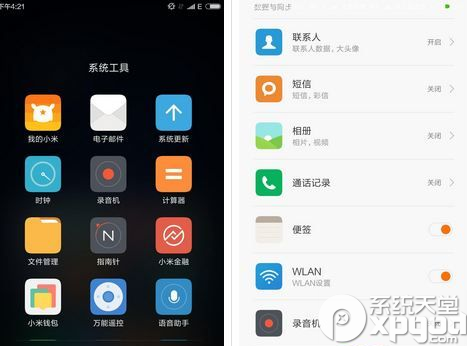 下午4:21
E
系统工具
我的小米
电子邮件
系统更新
时钟
录音机
计算器
文件管理
指南针
小米金融
小米钱包
万能遥控
语音助手
数据与同步
联系人
联系人数据，大头像
开启
短信
短信，彩信
关闭
相册
相片，视频
关闭
通话记录
关闭
便签
WLAN
WLAN设置
录音机
关闭
系统天堂